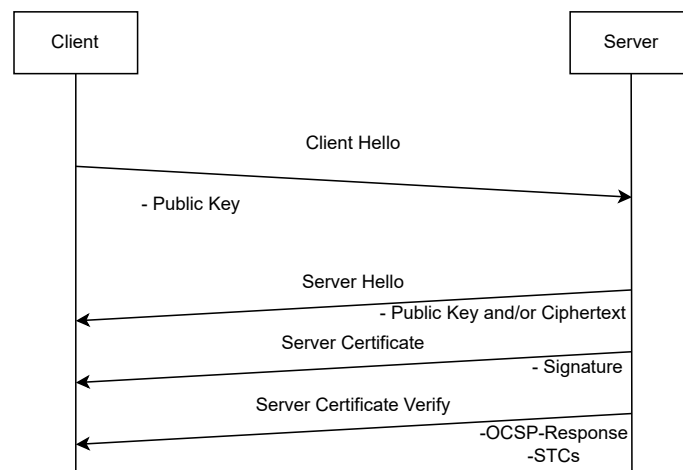 Client
Server
Client Hello
- Public Key
Server Hello
- Public Key and/or Ciphertext
Server Certificate
- Signature
Server Certificate Verify
-OCSP-Response
-STCs